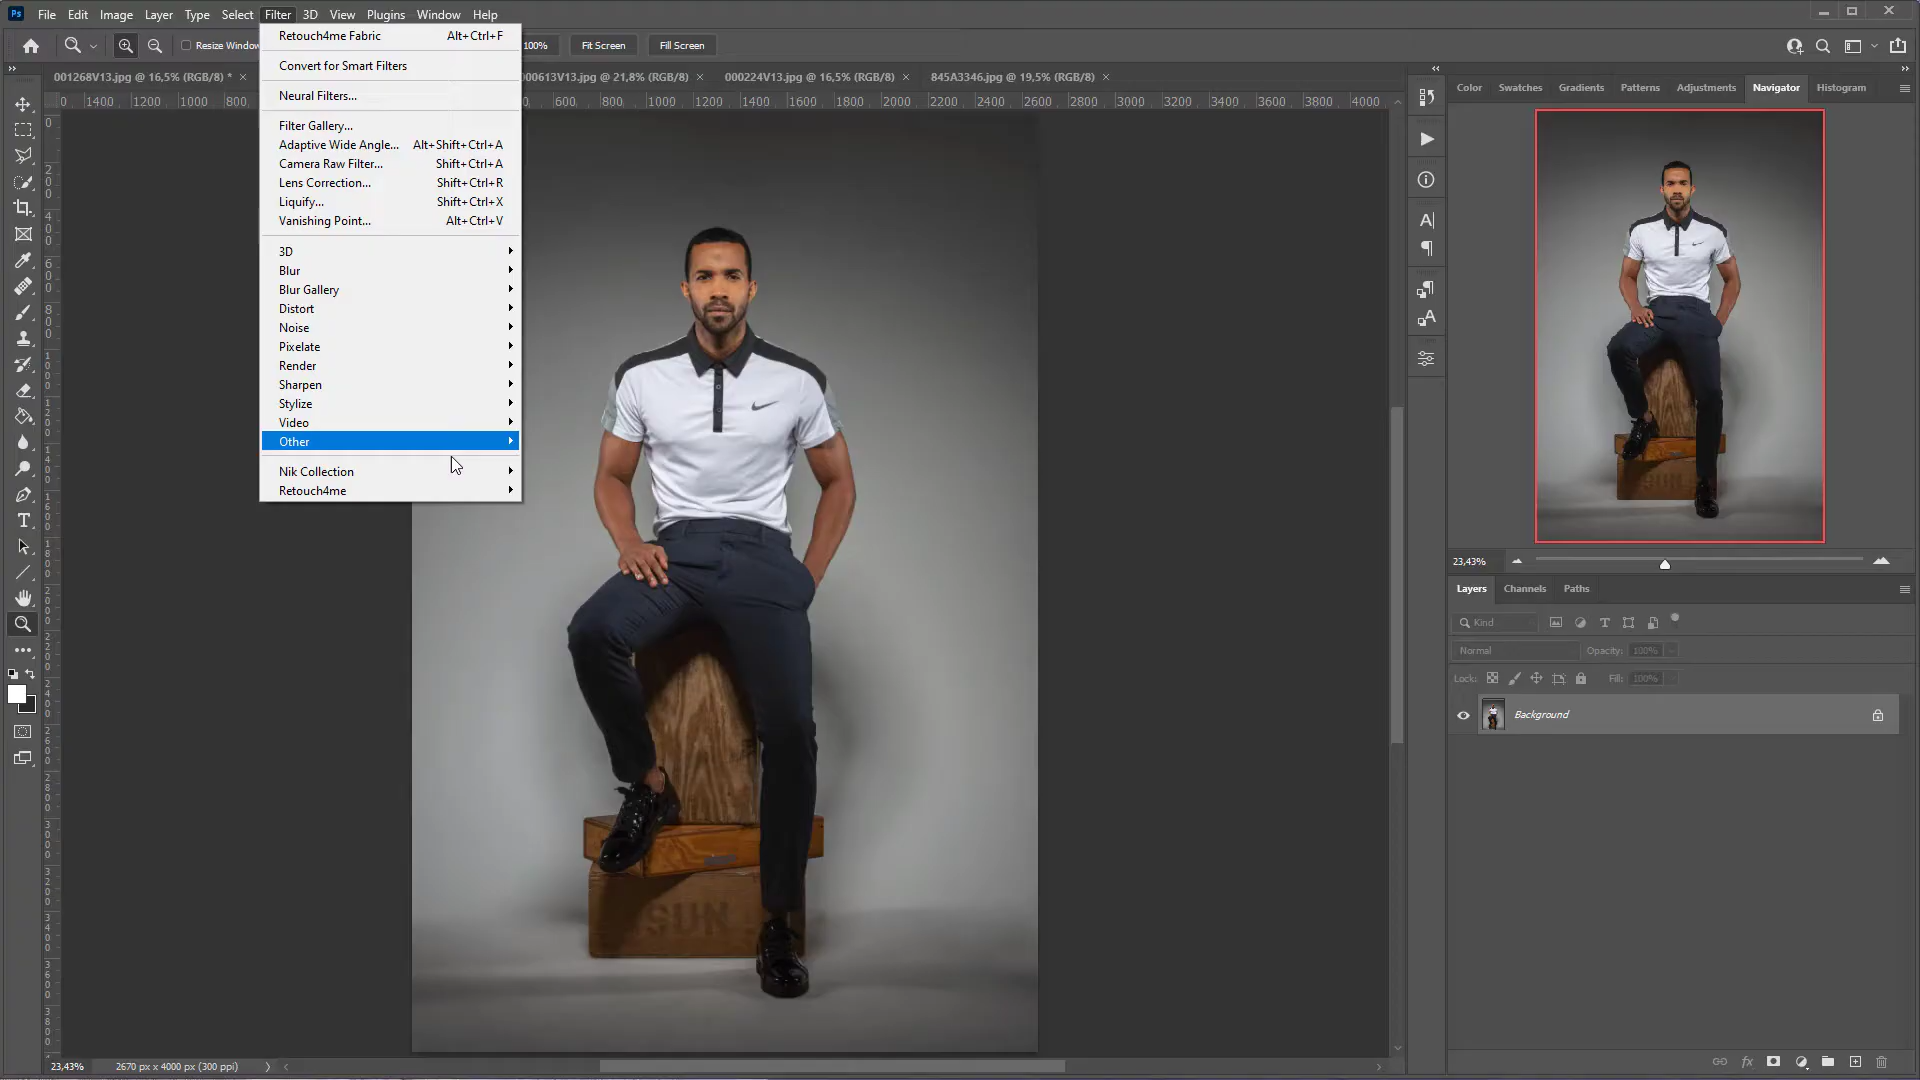 Ps File Edit Image Layer Type Select Filter 3D View Plugins Window Help
Resize Window 100% Fit Screen Fill Screen
001268V13.jpg @ 16,5% (RGB/8) * × 000613V13.jpg @ 21,8% (RGB/8) × 000224V13.jpg @ 16,5% (RGB/8) × 845A3346.jpg @ 19,5% (RGB/8) ×
0 1400 1200 1000 800 600 800 1000 1200 1400 1600 1800 2000 2200 2400 2600 2800 3000 3200 3400 3600 3800 4000
Retouch4me Fabric Alt+Ctrl+F
Convert for Smart Filters
Neural Filters...
Filter Gallery...
Adaptive Wide Angle... Alt+Shift+Ctrl+A
Camera Raw Filter... Shift+Ctrl+A
Lens Correction... Shift+Ctrl+R
Liquify... Shift+Ctrl+X
Vanishing Point... Alt+Ctrl+V
3D
Blur
Blur Gallery
Distort
Noise
Pixelate
Render
Sharpen
Stylize
Video
Other
Nik Collection
Retouch4me
SUN
Color Swatches Gradients Patterns Adjustments Navigator Histogram
23,43%
Layers Channels Paths
Kind
Normal Opacity: 100%
Lock: Fill: 100%
Background
fx
23,43% 2670 px x 4000 px (300 ppi)